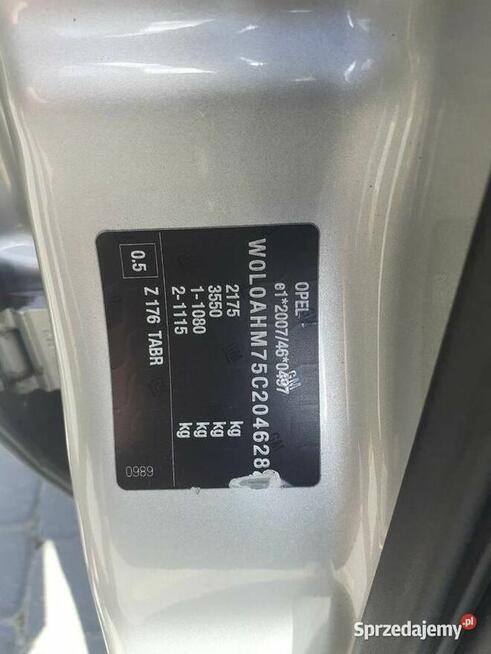 OPEL
e1*2007/46*0497
W0L0AHM75C204628
2175 kg
3550 kg
1-1080 kg
2-1115 kg
0.5 Z 176 TABR
0989
Sprzedajemy.pl